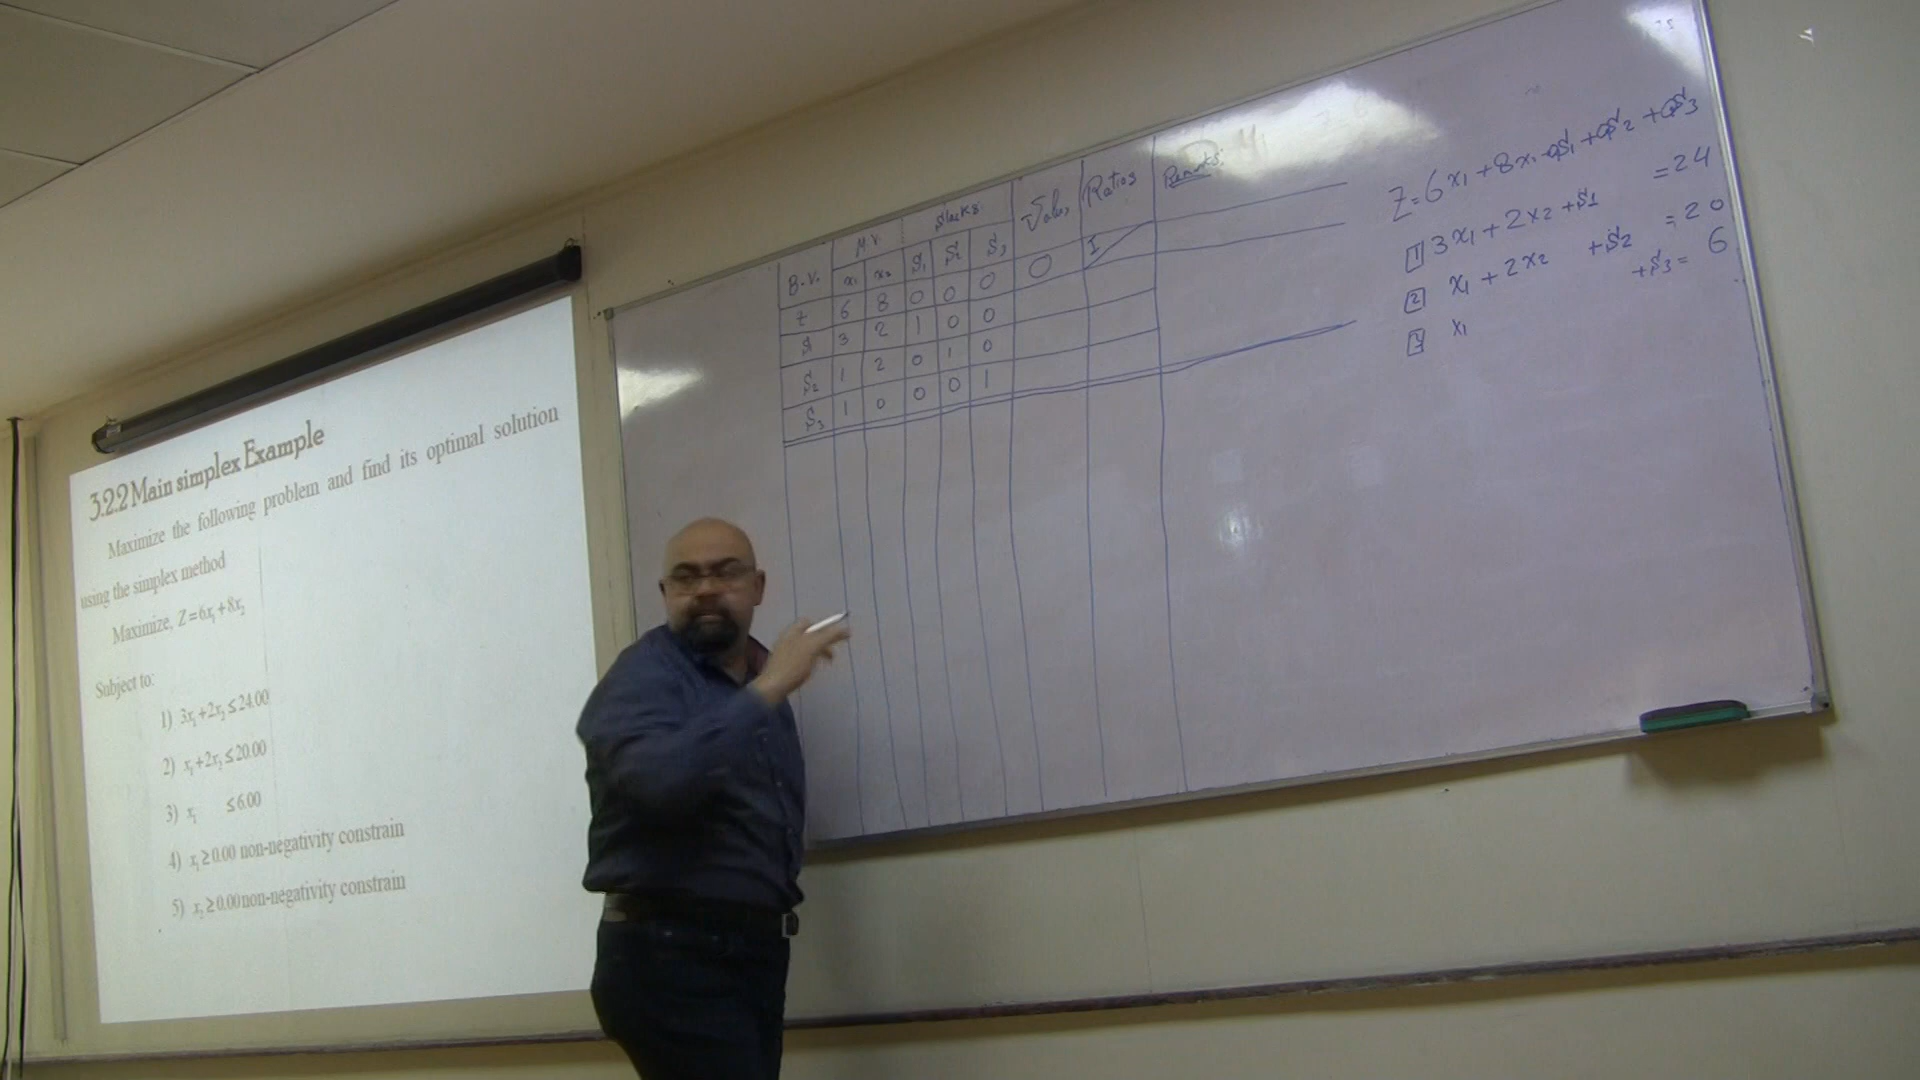 3.2.2 Main simplex Example
Maximize the following problem and find its optimal solution
using the simplex method
Maximize, Z=6x₁+8x₂
Subject to:
1) 3x₁+2x₂≤24.00
2) x₁+2x₂≤20.00
3) x₁ ≤6.00
4) x₁≥0.00 non-negativity constrain
5) x₂≥0.00 non-negativity constrain
B.V. M.V. Slacks Value Ratios Remarks
x₁ x₂ S₁ S₂ S₃
Z 6 8 0 0 0 0 I
S₁ 3 2 1 0 0
S₂ 1 2 0 1 0
S₃ 1 0 0 0 1
Z=6x₁+8x₁+0S₁+0S₂+0S₃
1 3x₁+2x₂+S₁ =24
2 x₁+2x₂ +S₂ =20
3 x₁ +S₃= 6